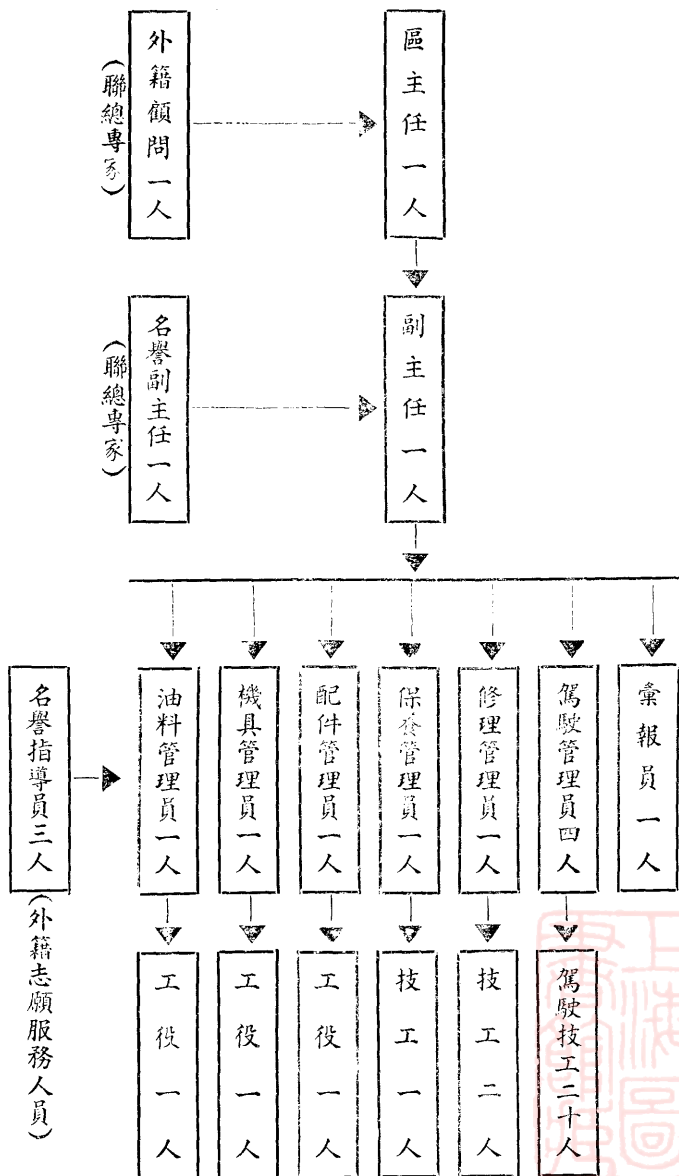 區主任一人
外籍顧問一人
(聯總專家)
副主任一人
名譽副主任一人
(聯總專家)
彙報員一人
駕駛管理員四人
修理管理員一人
保養管理員一人
配件管理員一人
機具管理員一人
油料管理員一人
名譽指導員三人
(外籍志願服務人員)
駕駛技工二十人
技工二人
技工一人
工役一人
工役一人
工役一人
上海圖